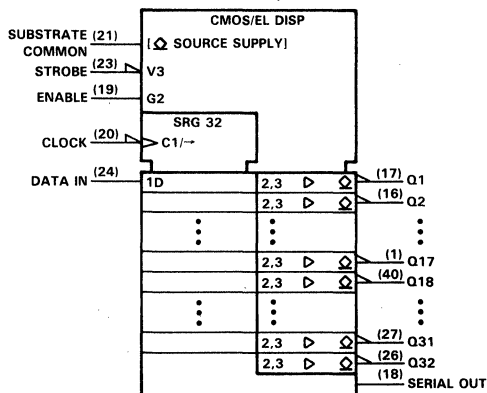 CMOS/EL DISP
SUBSTRATE COMMON (21) [ SOURCE SUPPLY]
STROBE (23) V3
ENABLE (19) G2
SRG 32
CLOCK (20) C1/→
DATA IN (24) 1D 2,3 (17) Q1
2,3 (16) Q2
2,3 (1) Q17
2,3 (40) Q18
2,3 (27) Q31
2,3 (26) Q32
(18) SERIAL OUT